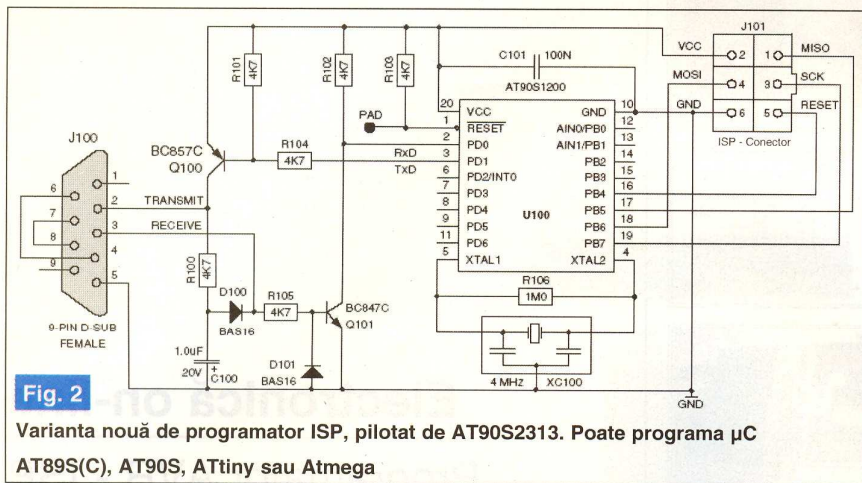 J101
VCC
2
1
MISO
MOSI
4
3
SCK
GND
6
5
RESET
ISP - Conector
C101
100N
AT90S1200
R101
4K7
R102
4K7
R103
4K7
PAD
J100
BC857C
Q100
R104
4K7
RxD
TxD
TRANSMIT
RECEIVE
1
2
3
4
5
6
7
8
9
9-PIN D-SUB
FEMALE
R100
4K7
D100
BAS16
R105
4K7
BC847C
Q101
D101
BAS16
1.0uF
20V
+
C100
20
VCC
GND
10
1
RESET
AIN0/PB0
12
2
PD0
AIN1/PB1
13
3
PD1
PB2
14
6
PD2/INT0
PB3
15
7
PD3
PB4
16
8
PD4
PB5
17
9
PD5
U100
PB6
18
11
PD6
PB7
19
5
XTAL1
XTAL2
4
R106
1M0
4 MHz
XC100
GND
Fig. 2
Varianta nouă de programator ISP, pilotat de AT90S2313. Poate programa µC
AT89S(C), AT90S, ATtiny sau Atmega